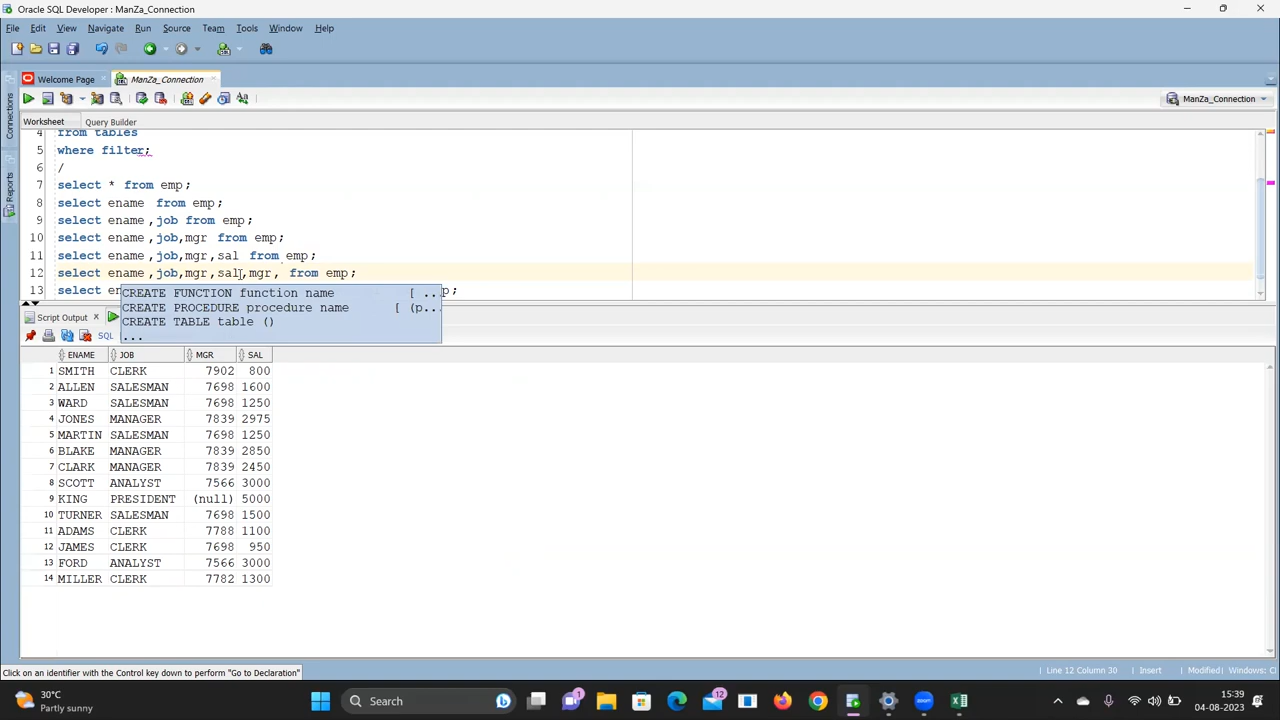 Oracle SQL Developer: ManZa_Connection
File Edit View Navigate Run Source Team Tools Window Help
Welcome Page
ManZa_Connection
ManZa_Connection
Worksheet Query Builder
Connections
Reports
4 from tables
5 where filter;
6 /
7 select * from emp;
8 select ename  from emp;
9 select ename ,job from emp;
10 select ename ,job,mgr  from emp;
11 select ename ,job,mgr ,sal  from emp;
12 select ename ,job,mgr ,sal ,mgr ,  from emp;
13 select en p;
CREATE FUNCTION function name [ ...
CREATE PROCEDURE procedure name [ (p...
CREATE TABLE table ()
...
Script Output
SQL
ENAME JOB MGR SAL
1 SMITH CLERK 7902 800
2 ALLEN SALESMAN 7698 1600
3 WARD SALESMAN 7698 1250
4 JONES MANAGER 7839 2975
5 MARTIN SALESMAN 7698 1250
6 BLAKE MANAGER 7839 2850
7 CLARK MANAGER 7839 2450
8 SCOTT ANALYST 7566 3000
9 KING PRESIDENT (null) 5000
10 TURNER SALESMAN 7698 1500
11 ADAMS CLERK 7788 1100
12 JAMES CLERK 7698 950
13 FORD ANALYST 7566 3000
14 MILLER CLERK 7782 1300
Click on an identifier with the Control key down to perform "Go to Declaration"
Line 12 Column 30 Insert Modified Windows: C
30°C
Partly sunny
Search
1
12
15:39
04-08-2023